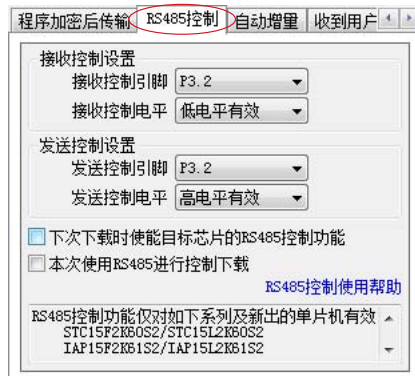 程序加密后传输 RS485控制 自动增量 收到用户
接收控制设置
接收控制引脚 P3.2
接收控制电平 低电平有效
发送控制设置
发送控制引脚 P3.2
发送控制电平 高电平有效
下次下载时使能目标芯片的RS485控制功能
本次使用RS485进行控制下载
RS485控制使用帮助
RS485控制功能仅对如下系列及新出的单片机有效
STC15F2K60S2/STC15L2K60S2
IAP15F2K61S2/IAP15L2K61S2